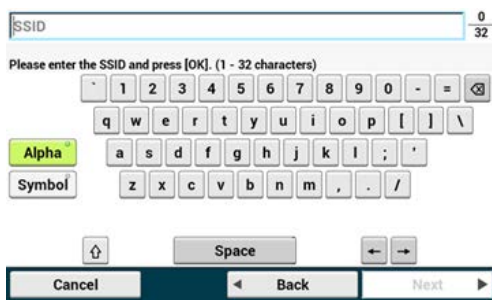 SSID
0
32
Please enter the SSID and press [OK]. (1 - 32 characters)
` 1 2 3 4 5 6 7 8 9 0 - =
q w e r t y u i o p [ ] \
Alpha a s d f g h j k l ; '
Symbol z x c v b n m , . /
Space ← →
Cancel Back Next